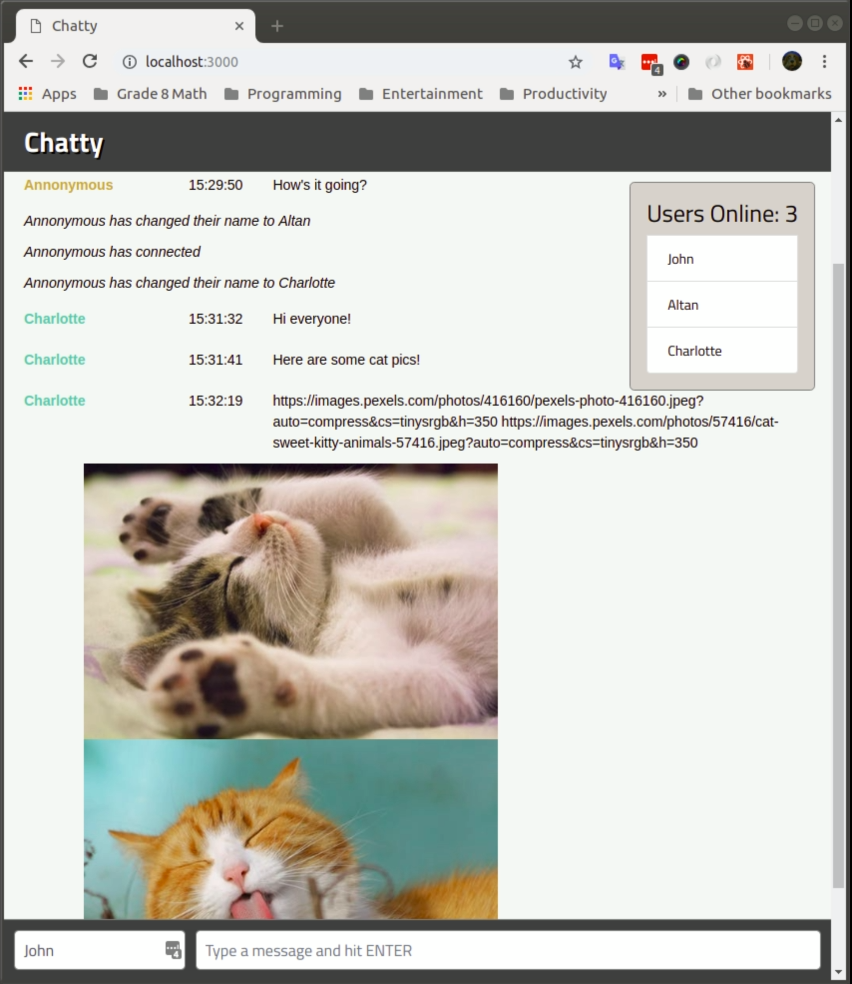 Chatty
localhost:3000
4
Apps Grade 8 Math Programming Entertainment Productivity » Other bookmarks
Chatty
Annonymous 15:29:50 How's it going?
Users Online: 3
John
Altan
Charlotte
Annonymous has changed their name to Altan
Annonymous has connected
Annonymous has changed their name to Charlotte
Charlotte 15:31:32 Hi everyone!
Charlotte 15:31:41 Here are some cat pics!
Charlotte 15:32:19 https://images.pexels.com/photos/416160/pexels-photo-416160.jpeg?
auto=compress&cs=tinysrgb&h=350 https://images.pexels.com/photos/57416/cat-
sweet-kitty-animals-57416.jpeg?auto=compress&cs=tinysrgb&h=350
John 4 Type a message and hit ENTER